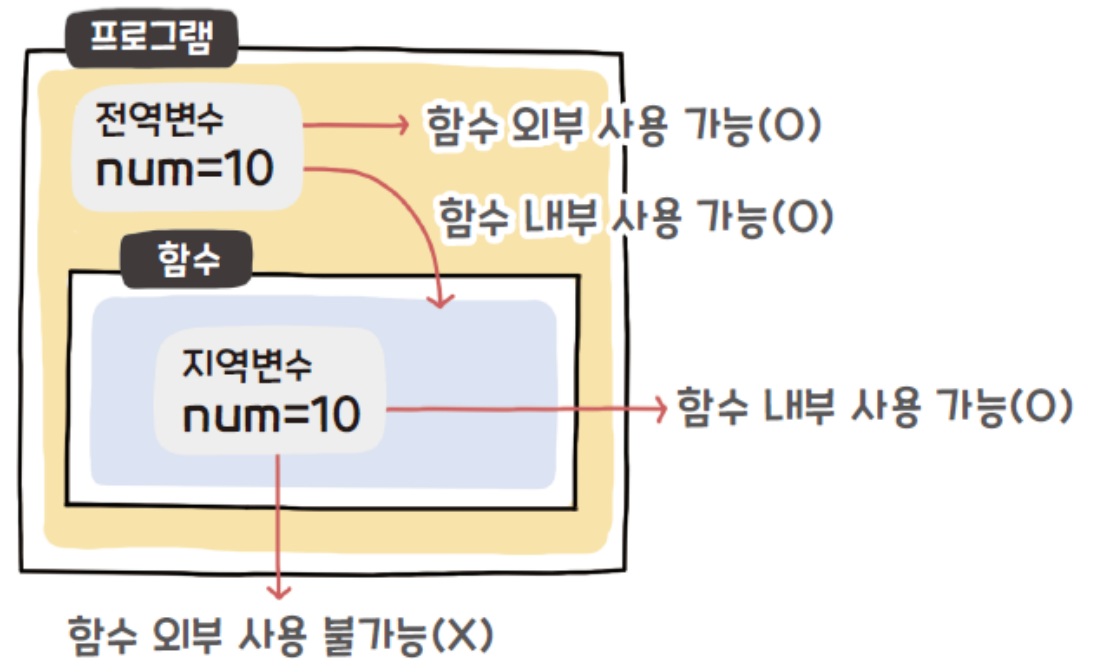 프로그램
전역변수
num=10
함수 외부 사용 가능(O)
함수 내부 사용 가능(O)
함수
지역변수
num=10
함수 내부 사용 가능(O)
함수 외부 사용 불가능(X)